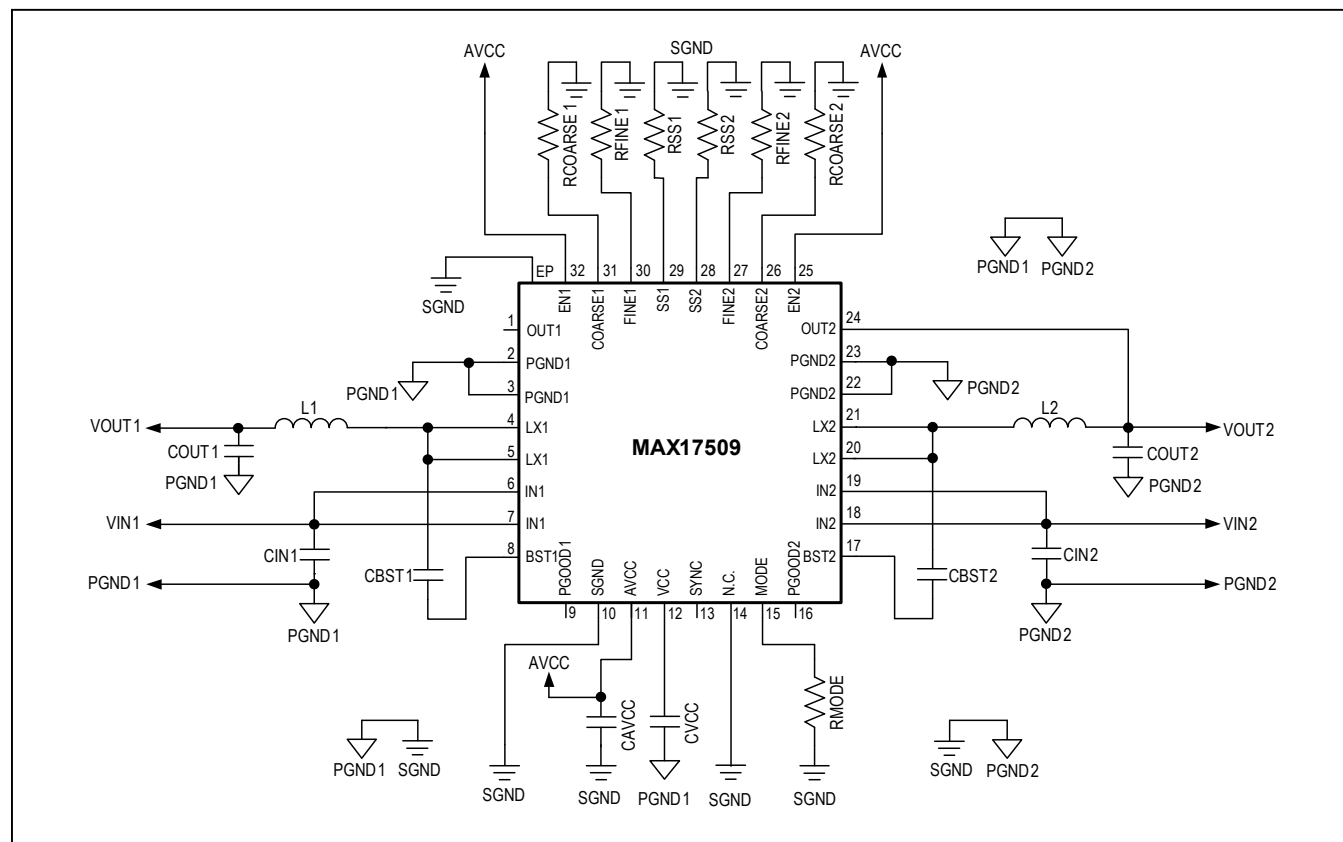 AVCC
SGND
AVCC
RCOARSE1
RFINE1
RSS1
RSS2
RFINE2
RCOARSE2
PGND1
PGND2
SGND
EP
32
31
30
29
28
27
26
25
EN1
COARSE1
FINE1
SS1
SS2
FINE2
COARSE2
EN2
1
OUT1
OUT2
24
2
PGND1
PGND2
23
PGND1
PGND2
3
PGND1
PGND2
22
VOUT1
L1
4
LX1
MAX17509
LX2
21
L2
VOUT2
COUT1
5
LX1
LX2
20
COUT2
PGND1
PGND2
6
IN1
IN2
19
VIN1
7
IN1
IN2
18
VIN2
CIN1
8
BST1
BST2
17
CIN2
PGND1
CBST1
CBST2
PGND2
PGND1
PGND2
PGOOD1
SGND
AVCC
VCC
SYNC
N.C.
MODE
PGOOD2
9
10
11
12
13
14
15
16
AVCC
CAVCC
CVCC
RMODE
PGND1
SGND
SGND
SGND
PGND1
SGND
SGND
SGND
PGND2